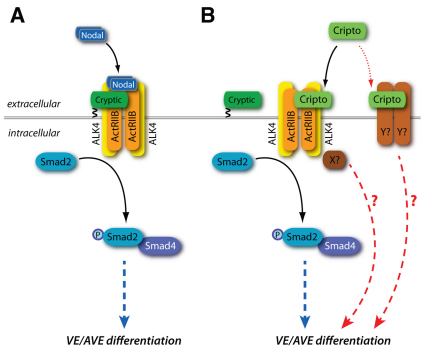 A
Nodal
Nodal
Cryptic
extracellular
intracellular
ALK4
ActRIIB
ActRIIB
ALK4
Smad2
P
Smad2
Smad4
VE/AVE differentiation
B
Cripto
Cryptic
Cripto
Cripto
ALK4
ActRIIB
ActRIIB
ALK4
Y?
Y?
Smad2
X?
?
?
P
Smad2
Smad4
VE/AVE differentiation